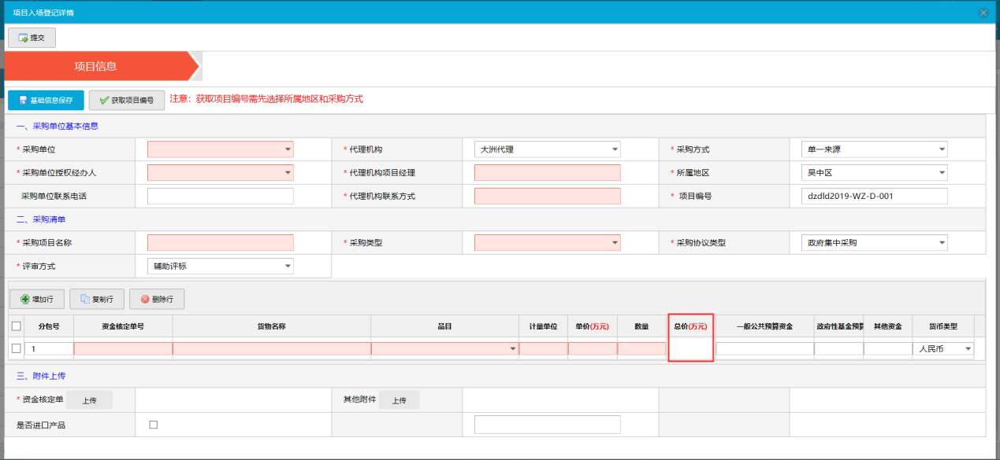 项目入场登记详情
提交
项目信息
基础信息保存 获取项目编号 注意：获取项目编号需先选择所属地区和采购方式
一、采购单位基本信息
* 采购单位 * 代理机构 大洲代理 * 采购方式 单一来源
* 采购单位授权经办人 * 代理机构项目经理 * 所属地区 吴中区
采购单位联系电话 * 代理机构联系方式 * 项目编号 dzdld2019-WZ-D-001
二、采购清单
* 采购项目名称 * 采购类型 * 采购协议类型 政府集中采购
* 评审方式 辅助评标
增加行 复制行 删除行
分包号 资金核定单号 货物名称 品目 计量单位 单价(万元) 数量 总价(万元) 一般公共预算资金 政府性基金预算 其他资金 货币类型
1 人民币
三、附件上传
* 资金核定单 上传 其他附件 上传
是否进口产品